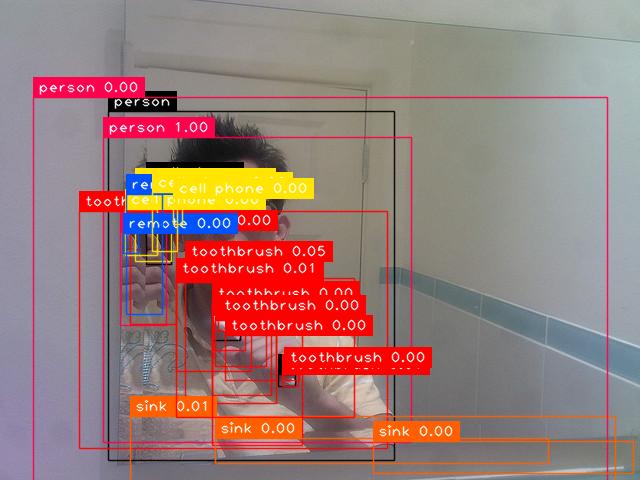 person 0.00
person
person 1.00
cell phone 0.00
remote 0.00
0.00
toothbrush 0.05
toothbrush 0.01
toothbrush 0.00
toothbrush 0.00
toothbrush 0.00
sink 0.01
sink 0.00
sink 0.00